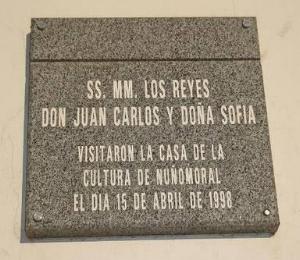 SS. MM. LOS REYES
DON JUAN CARLOS Y DOÑA SOFIA
VISITARON LA CASA DE LA
CULTURA DE NUÑOMORAL
EL DIA 15 DE ABRIL DE 1998